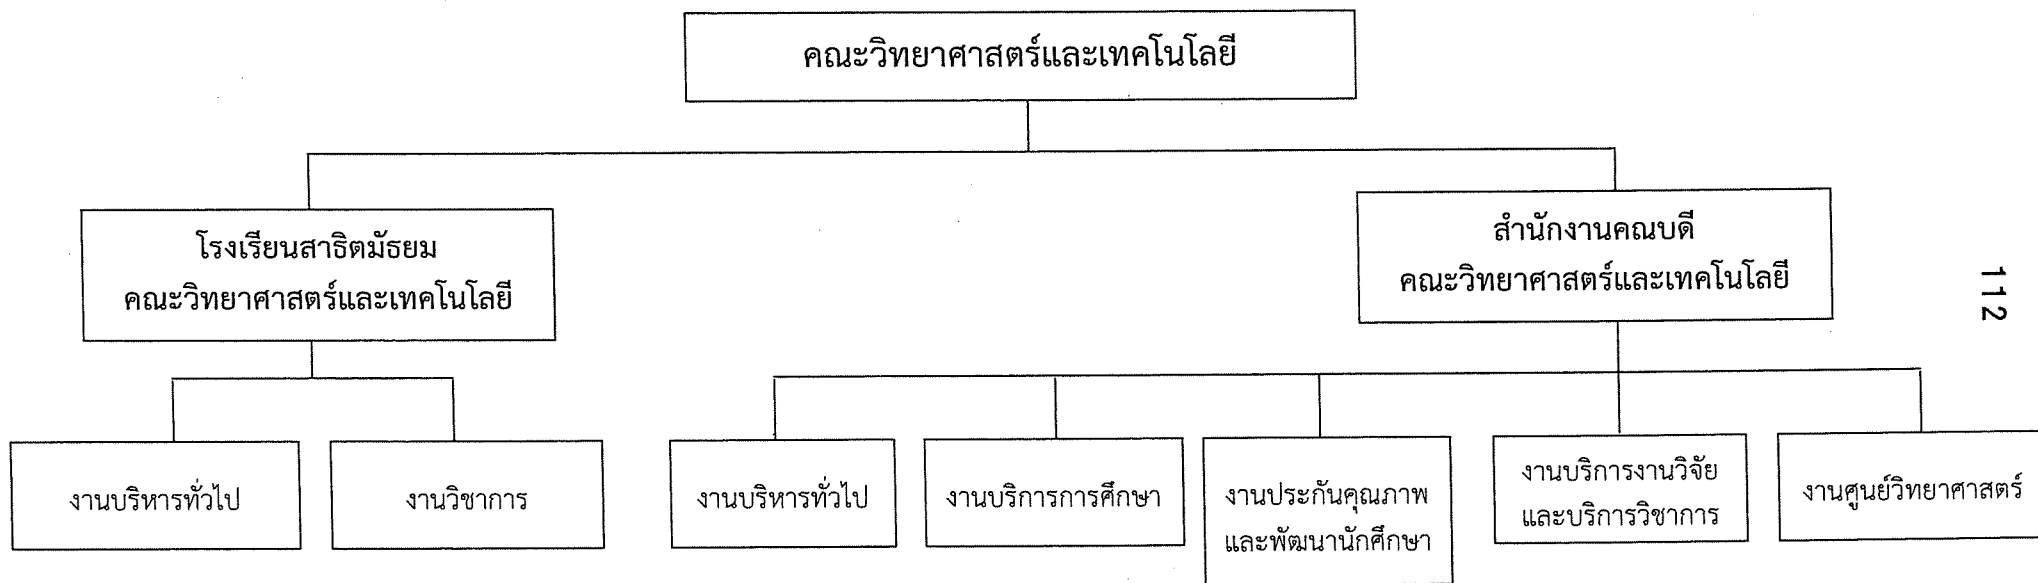 คณะวิทยาศาสตร์และเทคโนโลยี
โรงเรียนสาธิตมัธยม
คณะวิทยาศาสตร์และเทคโนโลยี
สำนักงานคณบดี
คณะวิทยาศาสตร์และเทคโนโลยี
112
งานบริหารทั่วไป
งานวิชาการ
งานบริหารทั่วไป
งานบริการการศึกษา
งานประกันคุณภาพ
และพัฒนานักศึกษา
งานบริการงานวิจัย
และบริการวิชาการ
งานศูนย์วิทยาศาสตร์